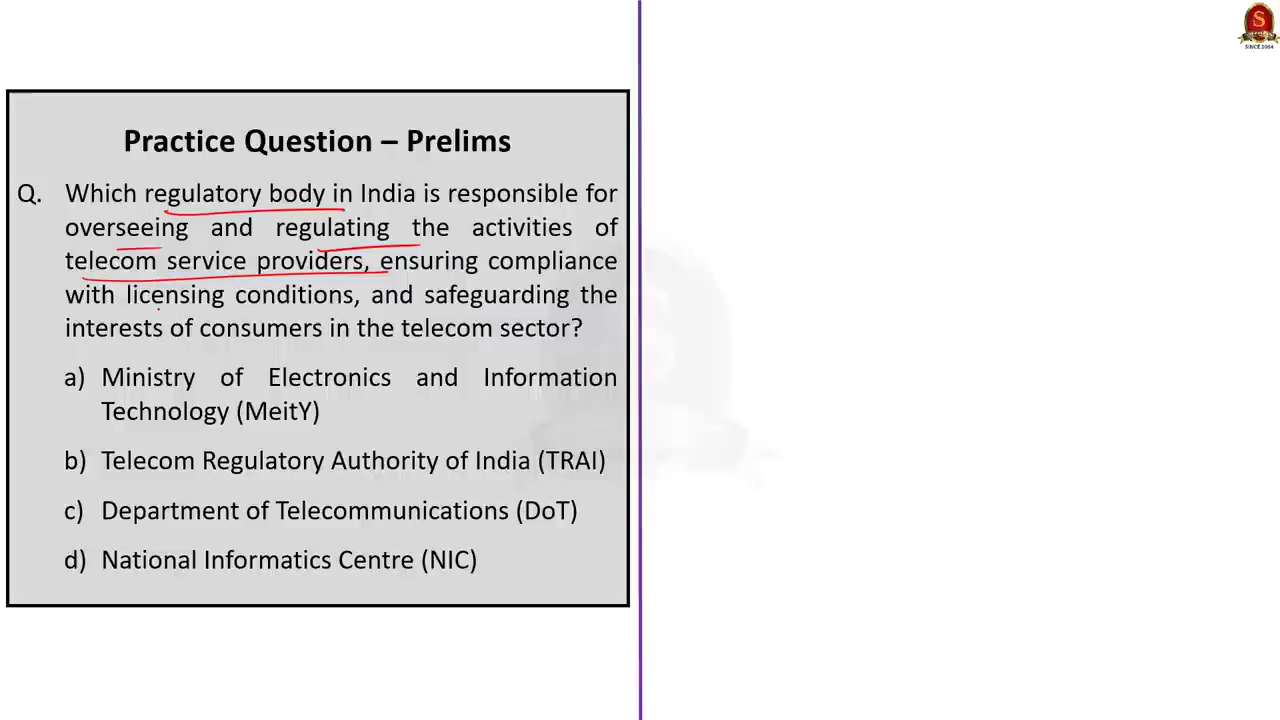 Practice Question – Prelims
Q. Which regulatory body in India is responsible for
overseeing and regulating the activities of
telecom service providers, ensuring compliance
with licensing conditions, and safeguarding the
interests of consumers in the telecom sector?
a) Ministry of Electronics and Information
Technology (MeitY)
b) Telecom Regulatory Authority of India (TRAI)
c) Department of Telecommunications (DoT)
d) National Informatics Centre (NIC)
S
SINCE 2004